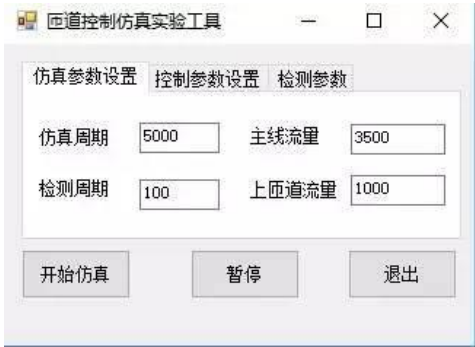 匝道控制仿真实验工具
仿真参数设置 控制参数设置 检测参数
仿真周期 5000 主线流量 3500
检测周期 100 上匝道流量 1000
开始仿真 暂停 退出